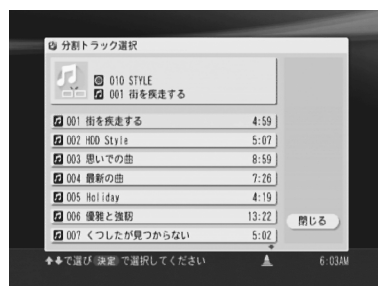 分割トラック選択
010 STYLE
001 街を疾走する
001 街を疾走する 4:59
002 HDD Style 5:07
003 思いでの曲 8:59
004 最新の曲 7:26
005 Holiday 4:19
006 優雅と強靭 13:22
007 くつしたが見つからない 5:02
閉じる
で選び 決定 で選択してください 6:03AM